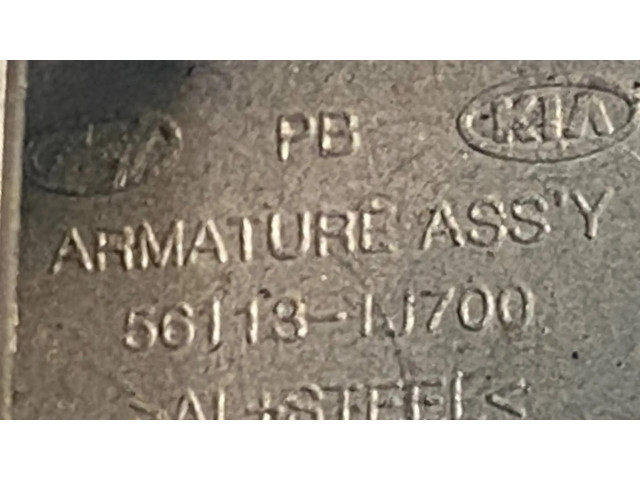 PB KIA
ARMATURE ASS'Y
56113-1J700
>AL+STEEL<